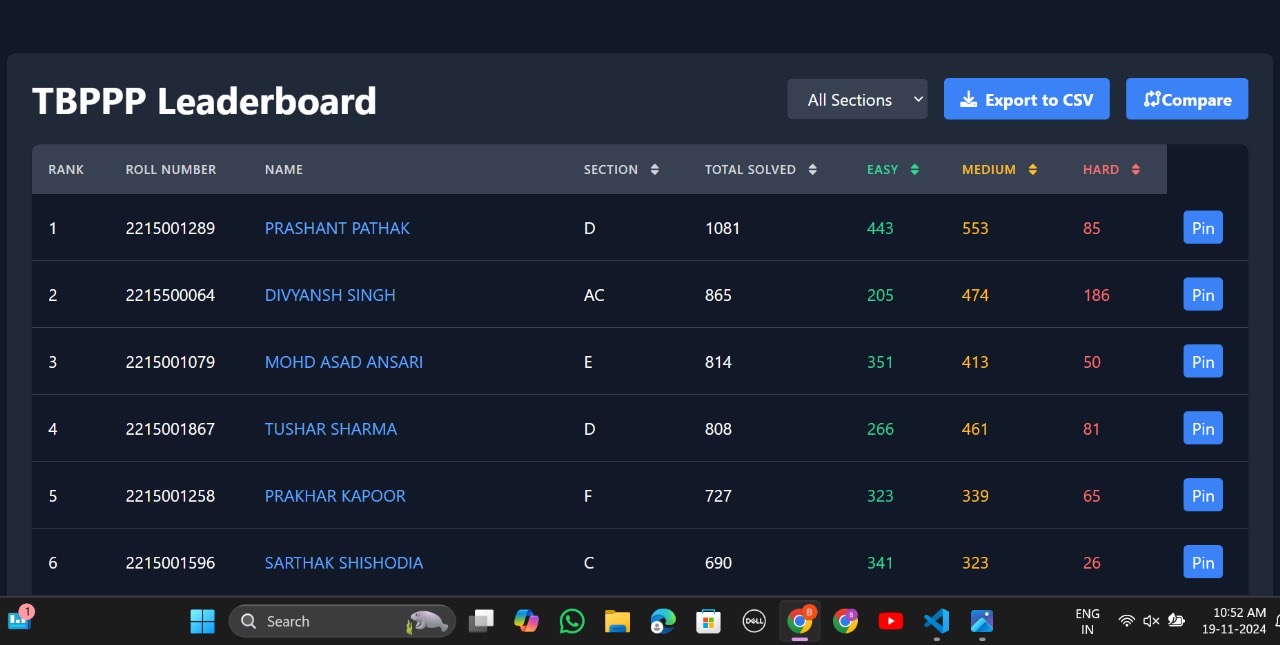 TBPPP Leaderboard
All Sections
Export to CSV
Compare
RANK ROLL NUMBER NAME SECTION TOTAL SOLVED EASY MEDIUM HARD
1 2215001289 PRASHANT PATHAK D 1081 443 553 85 Pin
2 2215500064 DIVYANSH SINGH AC 865 205 474 186 Pin
3 2215001079 MOHD ASAD ANSARI E 814 351 413 50 Pin
4 2215001867 TUSHAR SHARMA D 808 266 461 81 Pin
5 2215001258 PRAKHAR KAPOOR F 727 323 339 65 Pin
6 2215001596 SARTHAK SHISHODIA C 690 341 323 26 Pin
1
Search
DELL
B
B
ENG
IN
10:52 AM
19-11-2024